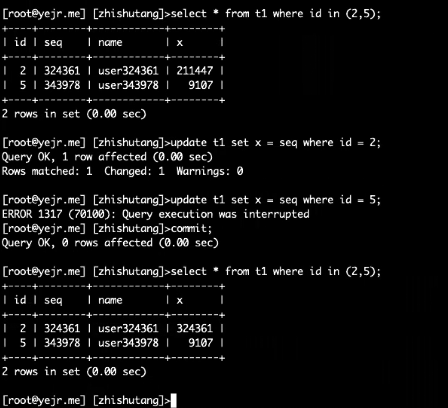 [root@yejr.me] [zhishutang]>select * from t1 where id in (2,5);
+----+--------+------------+--------+
| id | seq | name | x |
+----+--------+------------+--------+
| 2 | 324361 | user324361 | 211447 |
| 5 | 343978 | user343978 | 9107 |
+----+--------+------------+--------+
2 rows in set (0.00 sec)
[root@yejr.me] [zhishutang]>update t1 set x = seq where id = 2;
Query OK, 1 row affected (0.00 sec)
Rows matched: 1 Changed: 1 Warnings: 0
[root@yejr.me] [zhishutang]>update t1 set x = seq where id = 5;
ERROR 1317 (70100): Query execution was interrupted
[root@yejr.me] [zhishutang]>commit;
Query OK, 0 rows affected (0.00 sec)
[root@yejr.me] [zhishutang]>select * from t1 where id in (2,5);
+----+--------+------------+--------+
| id | seq | name | x |
+----+--------+------------+--------+
| 2 | 324361 | user324361 | 324361 |
| 5 | 343978 | user343978 | 9107 |
+----+--------+------------+--------+
2 rows in set (0.00 sec)
[root@yejr.me] [zhishutang]>